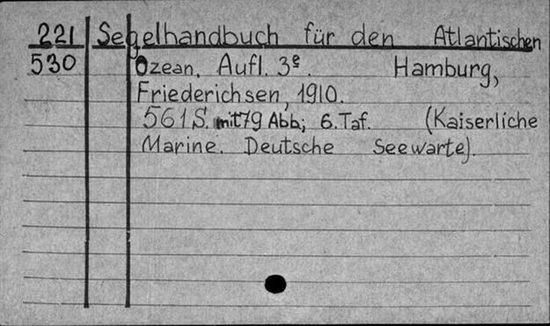 221 Segelhandbuch für den Atlantischen
530 Ozean. Aufl. 3e. Hamburg,
Friederichsen, 1910.
561 S. mit 79 Abb; 6. Taf. (Kaiserliche
Marine. Deutsche Seewarte).